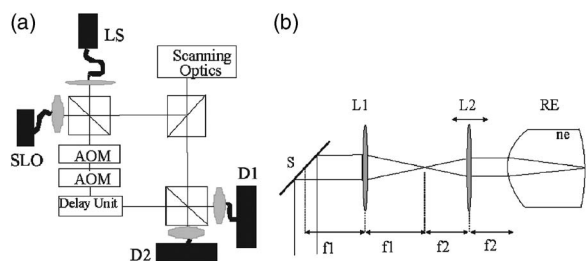 (a)
LS
Scanning
Optics
SLO
AOM
AOM
Delay Unit
D1
D2
(b)
L1
L2
RE
ne
S
f1
f1
f2
f2